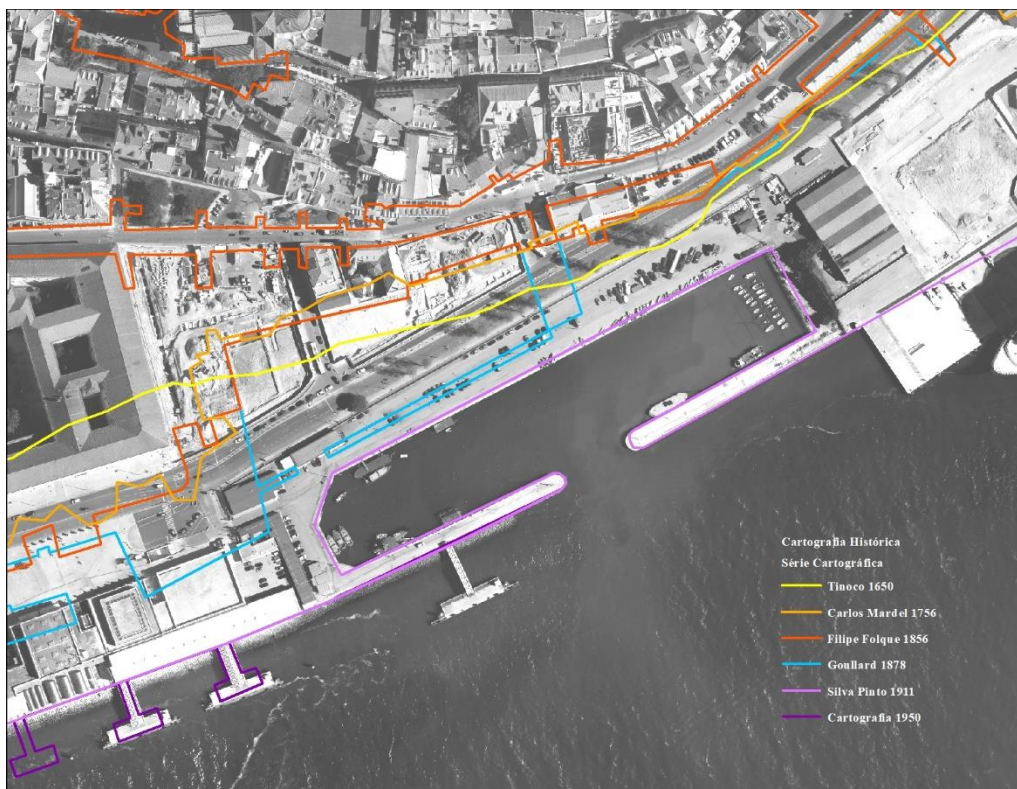 Cartografia Histórica
Série Cartográfica
Tinoco 1650
Carlos Mardel 1756
Filipe Folque 1856
Goullard 1878
Silva Pinto 1911
Cartografia 1950